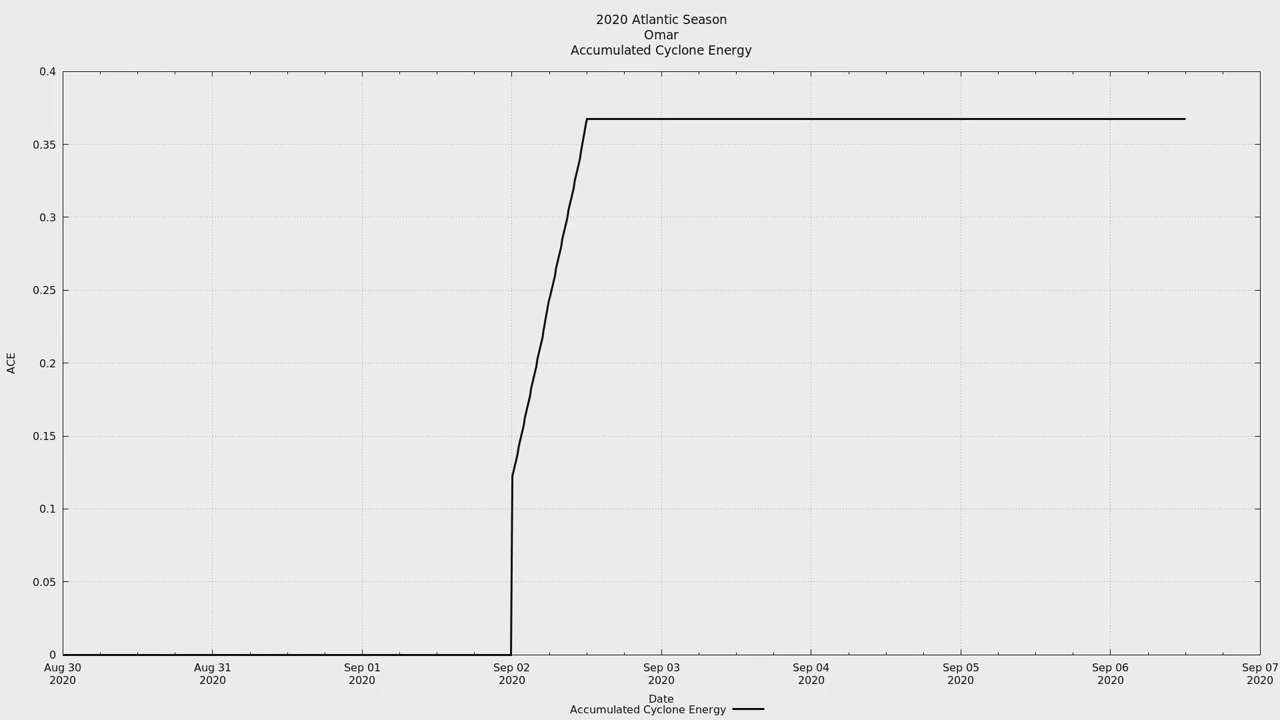 2020 Atlantic Season
Omar
Accumulated Cyclone Energy
0.4
0.35
0.3
0.25
0.2
0.15
0.1
0.05
0
ACE
Aug 30 Aug 31 Sep 01 Sep 02 Sep 03 Sep 04 Sep 05 Sep 06 Sep 07
2020 2020 2020 2020 2020 2020 2020 2020 2020
Date
Accumulated Cyclone Energy